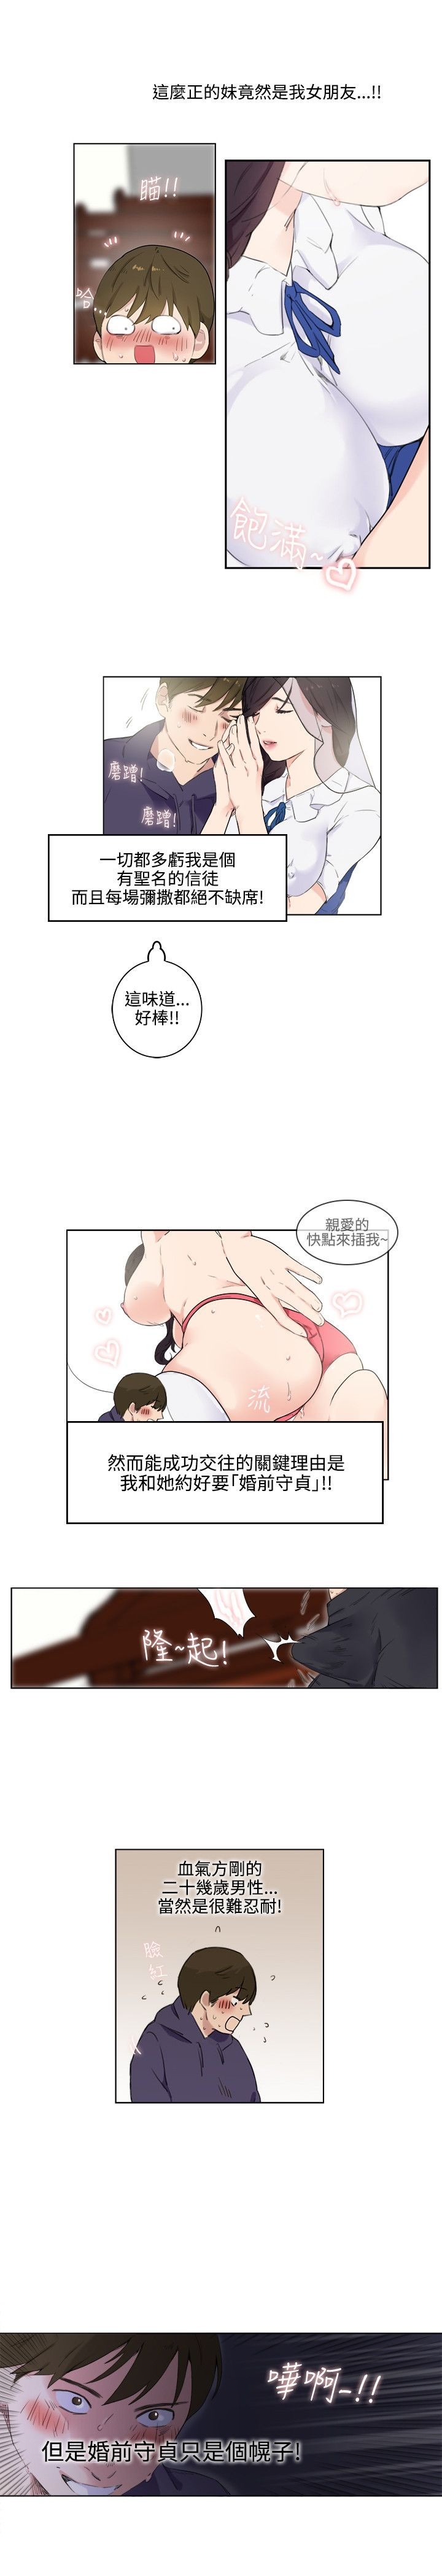 這麼正的妹竟然是我女朋友...!!
瞄!!
哈...
飽滿~
磨蹭!
磨蹭!
一切都多虧我是個
有聖名的信徒
而且每場彌撒都絕不缺席!
這味道...
好棒!!
親愛的
快點來插我~
流
然而能成功交往的關鍵理由是
我和她約好要「婚前守貞」!!
隆~起!
血氣方剛的
二十幾歲男性...
當然是很難忍耐!
臉
紅
嘩啊~!!
但是婚前守貞只是個幌子!